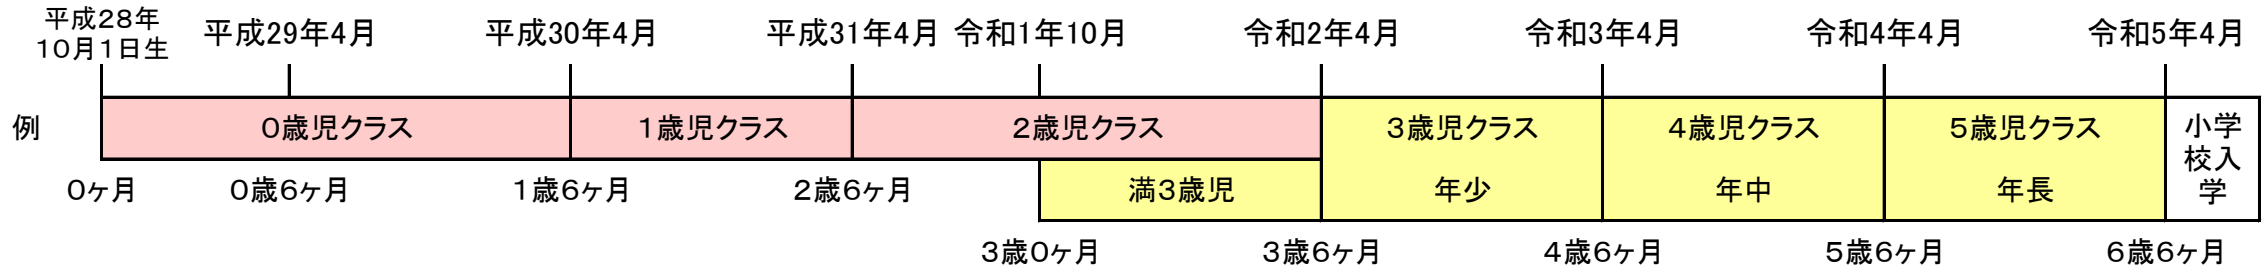 平成２８年
１０月１日生
平成29年4月
平成30年4月
平成31年4月
令和1年10月
令和2年4月
令和3年4月
令和4年4月
令和5年4月
例
０歳児クラス
１歳児クラス
２歳児クラス
３歳児クラス
４歳児クラス
５歳児クラス
小学
校入
学
０ヶ月
０歳６ヶ月
１歳６ヶ月
２歳６ヶ月
満３歳児
年少
年中
年長
３歳０ヶ月
３歳６ヶ月
４歳６ヶ月
５歳６ヶ月
６歳６ヶ月